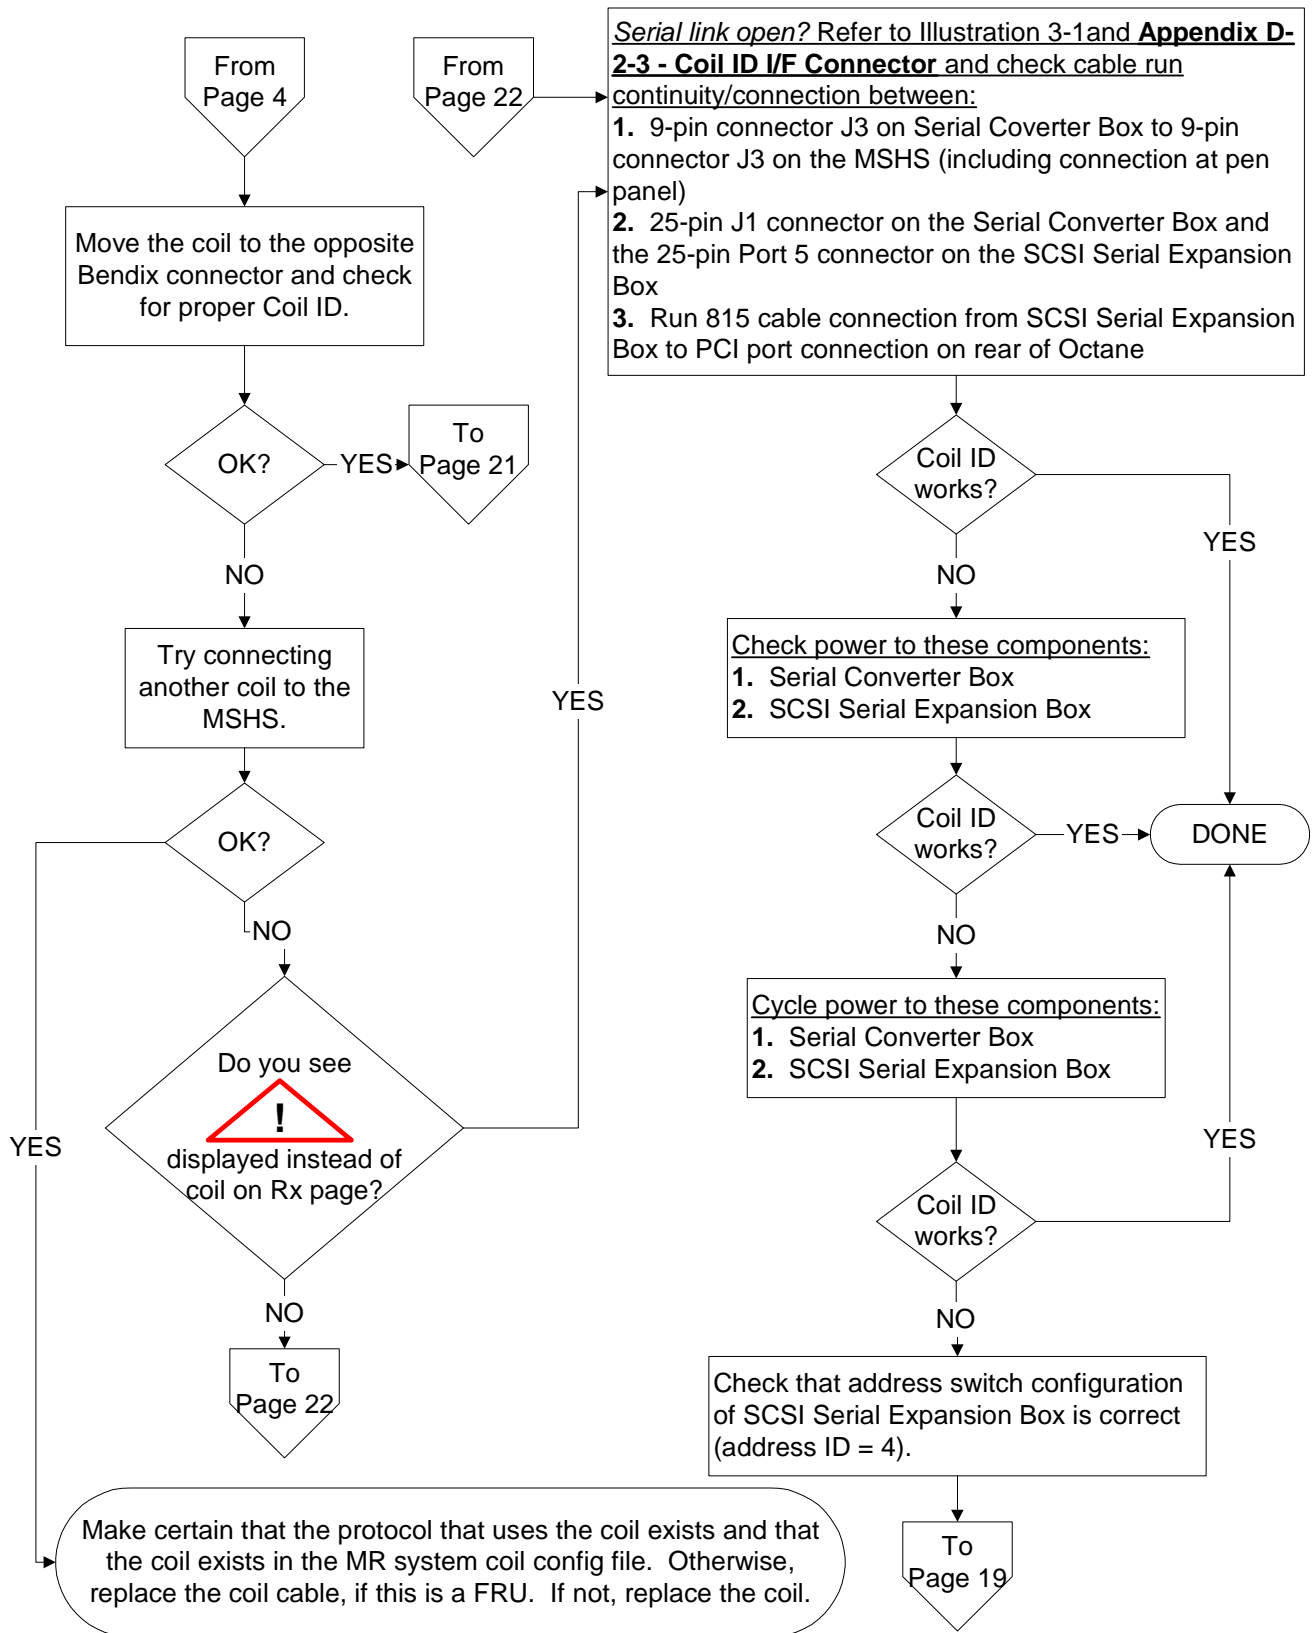 From
Page 4
Move the coil to the opposite
Bendix connector and check
for proper Coil ID.
OK?
YES
To
Page 21
NO
Try connecting
another coil to the
MSHS.
OK?
YES
NO
Do you see
!
displayed instead of
coil on Rx page?
YES
NO
To
Page 22
Make certain that the protocol that uses the coil exists and that
the coil exists in the MR system coil config file.  Otherwise,
replace the coil cable, if this is a FRU.  If not, replace the coil.
From
Page 22
Serial link open? Refer to Illustration 3-1and Appendix D-
2-3 - Coil ID I/F Connector and check cable run
continuity/connection between:
1.  9-pin connector J3 on Serial Coverter Box to 9-pin
connector J3 on the MSHS (including connection at pen
panel)
2.  25-pin J1 connector on the Serial Converter Box and
the 25-pin Port 5 connector on the SCSI Serial Expansion
Box
3.  Run 815 cable connection from SCSI Serial Expansion
Box to PCI port connection on rear of Octane
Coil ID
works?
YES
NO
Check power to these components:
1.  Serial Converter Box
2.  SCSI Serial Expansion Box
Coil ID
works?
YES
DONE
NO
Cycle power to these components:
1.  Serial Converter Box
2.  SCSI Serial Expansion Box
Coil ID
works?
YES
NO
Check that address switch configuration
of SCSI Serial Expansion Box is correct
(address ID = 4).
To
Page 19